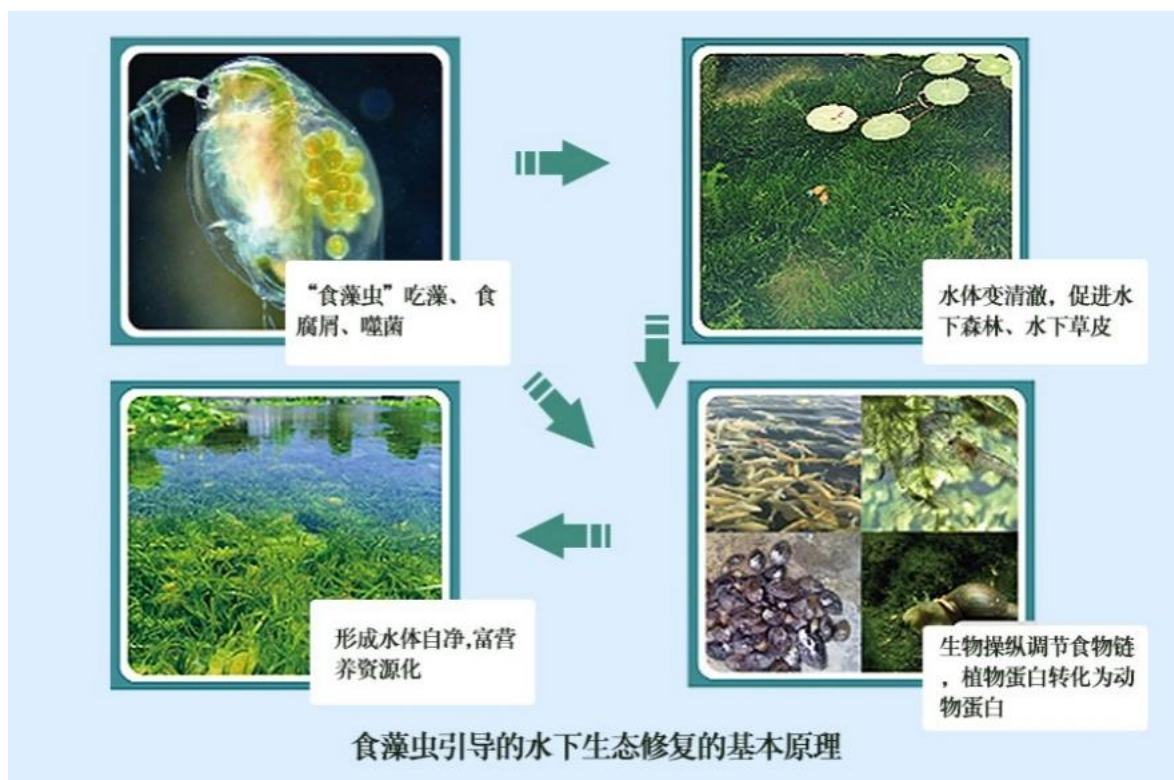 “食藻虫”吃藻、食
腐屑、噬菌
水体变清澈，促进水
下森林、水下草皮
形成水体自净,富营
养资源化
生物操纵调节食物链
，植物蛋白转化为动
物蛋白
食藻虫引导的水下生态修复的基本原理